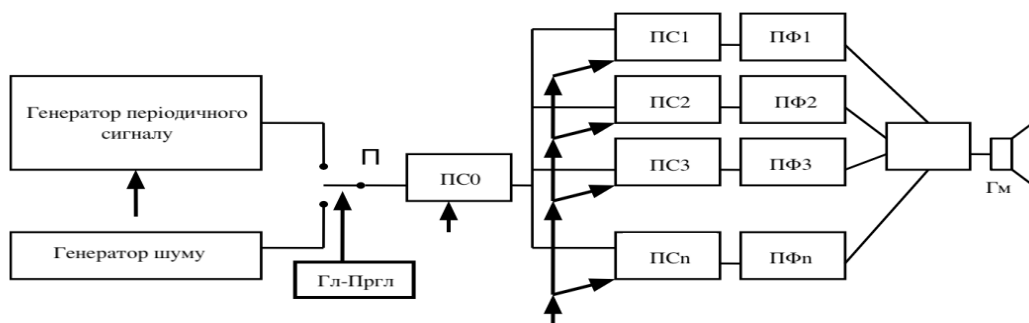 Генератор періодичного
сигналу
Генератор шуму
П
Гл-Пргл
ПС0
ПС1
ПФ1
ПС2
ПФ2
ПС3
ПФ3
ПСn
ПФn
Гм